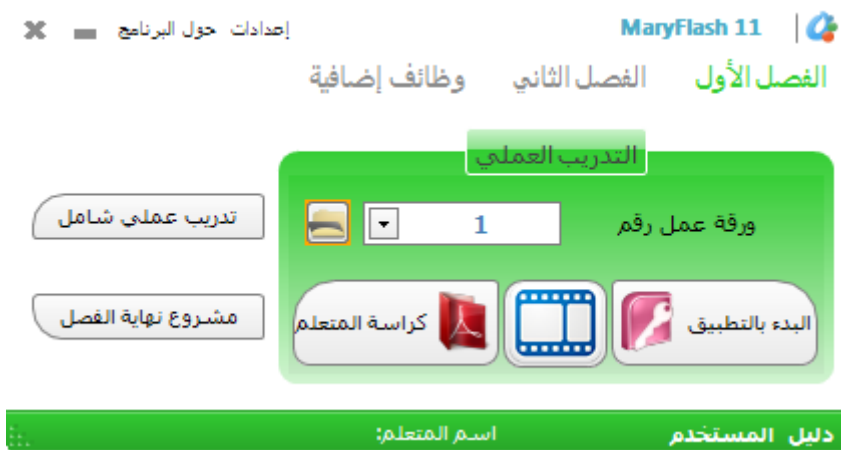 MaryFlash 11 إعدادات حول البرنامج
الفصل الأول الفصل الثاني وظائف إضافية
التدريب العملي
ورقة عمل رقم 1
تدريب عملي شامل
البدء بالتطبيق كراسة المتعلم
مشروع نهاية الفصل
دليل المستخدم اسم المتعلم: